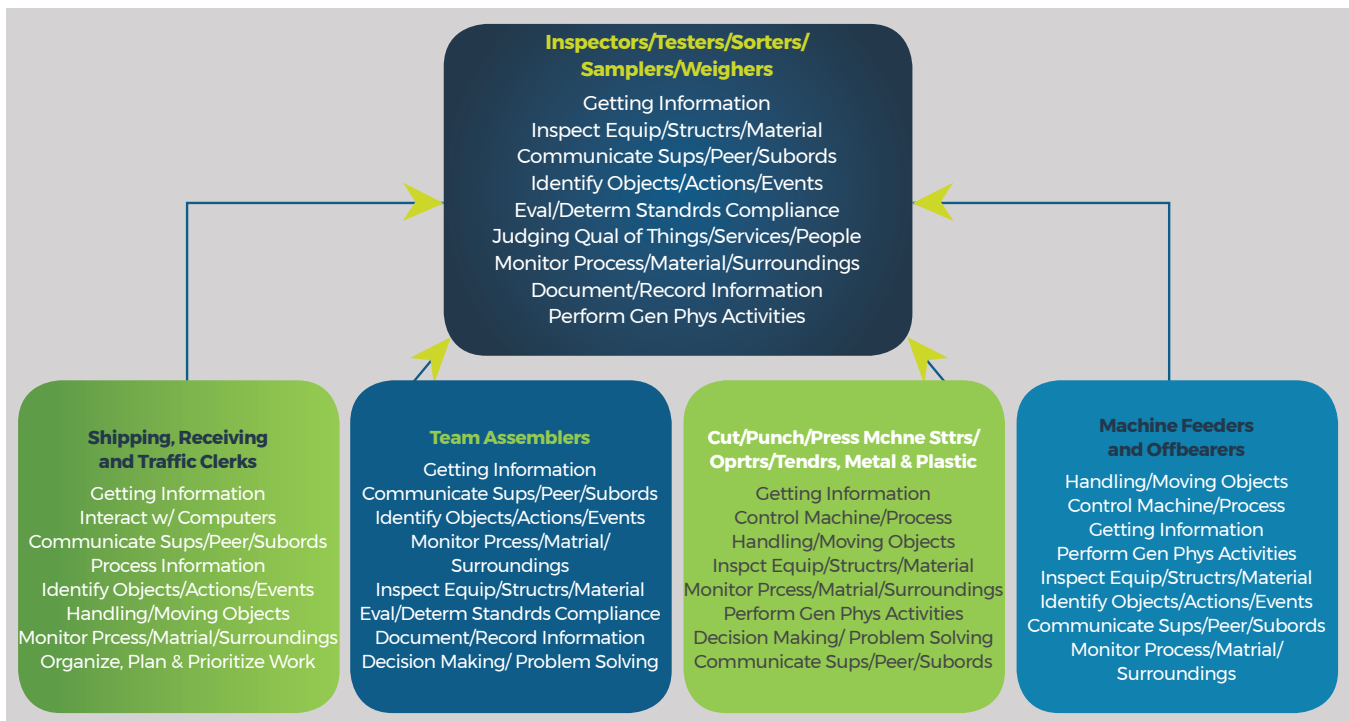 Inspectors/Testers/Sorters/
Samplers/Weighers
Getting Information
Inspect Equip/Structrs/Material
Communicate Sups/Peer/Subords
Identify Objects/Actions/Events
Eval/Determ Standrds Compliance
Judging Qual of Things/Services/People
Monitor Process/Material/Surroundings
Document/Record Information
Perform Gen Phys Activities
Shipping, Receiving
and Traffic Clerks
Getting Information
Interact w/ Computers
Communicate Sups/Peer/Subords
Process Information
Identify Objects/Actions/Events
Handling/Moving Objects
Monitor Prcess/Matrial/Surroundings
Organize, Plan & Prioritize Work
Team Assemblers
Getting Information
Communicate Sups/Peer/Subords
Identify Objects/Actions/Events
Monitor Prcess/Matrial/
Surroundings
Inspect Equip/Structrs/Material
Eval/Determ Standrds Compliance
Document/Record Information
Decision Making/ Problem Solving
Cut/Punch/Press Mchne Sttrs/
Oprtrs/Tendrs, Metal & Plastic
Getting Information
Control Machine/Process
Handling/Moving Objects
Inspct Equip/Structrs/Material
Monitor Prcess/Matrial/Surroundings
Perform Gen Phys Activities
Decision Making/ Problem Solving
Communicate Sups/Peer/Subords
Machine Feeders
and Offbearers
Handling/Moving Objects
Control Machine/Process
Getting Information
Perform Gen Phys Activities
Inspect Equip/Structrs/Material
Identify Objects/Actions/Events
Communicate Sups/Peer/Subords
Monitor Process/Matrial/
Surroundings